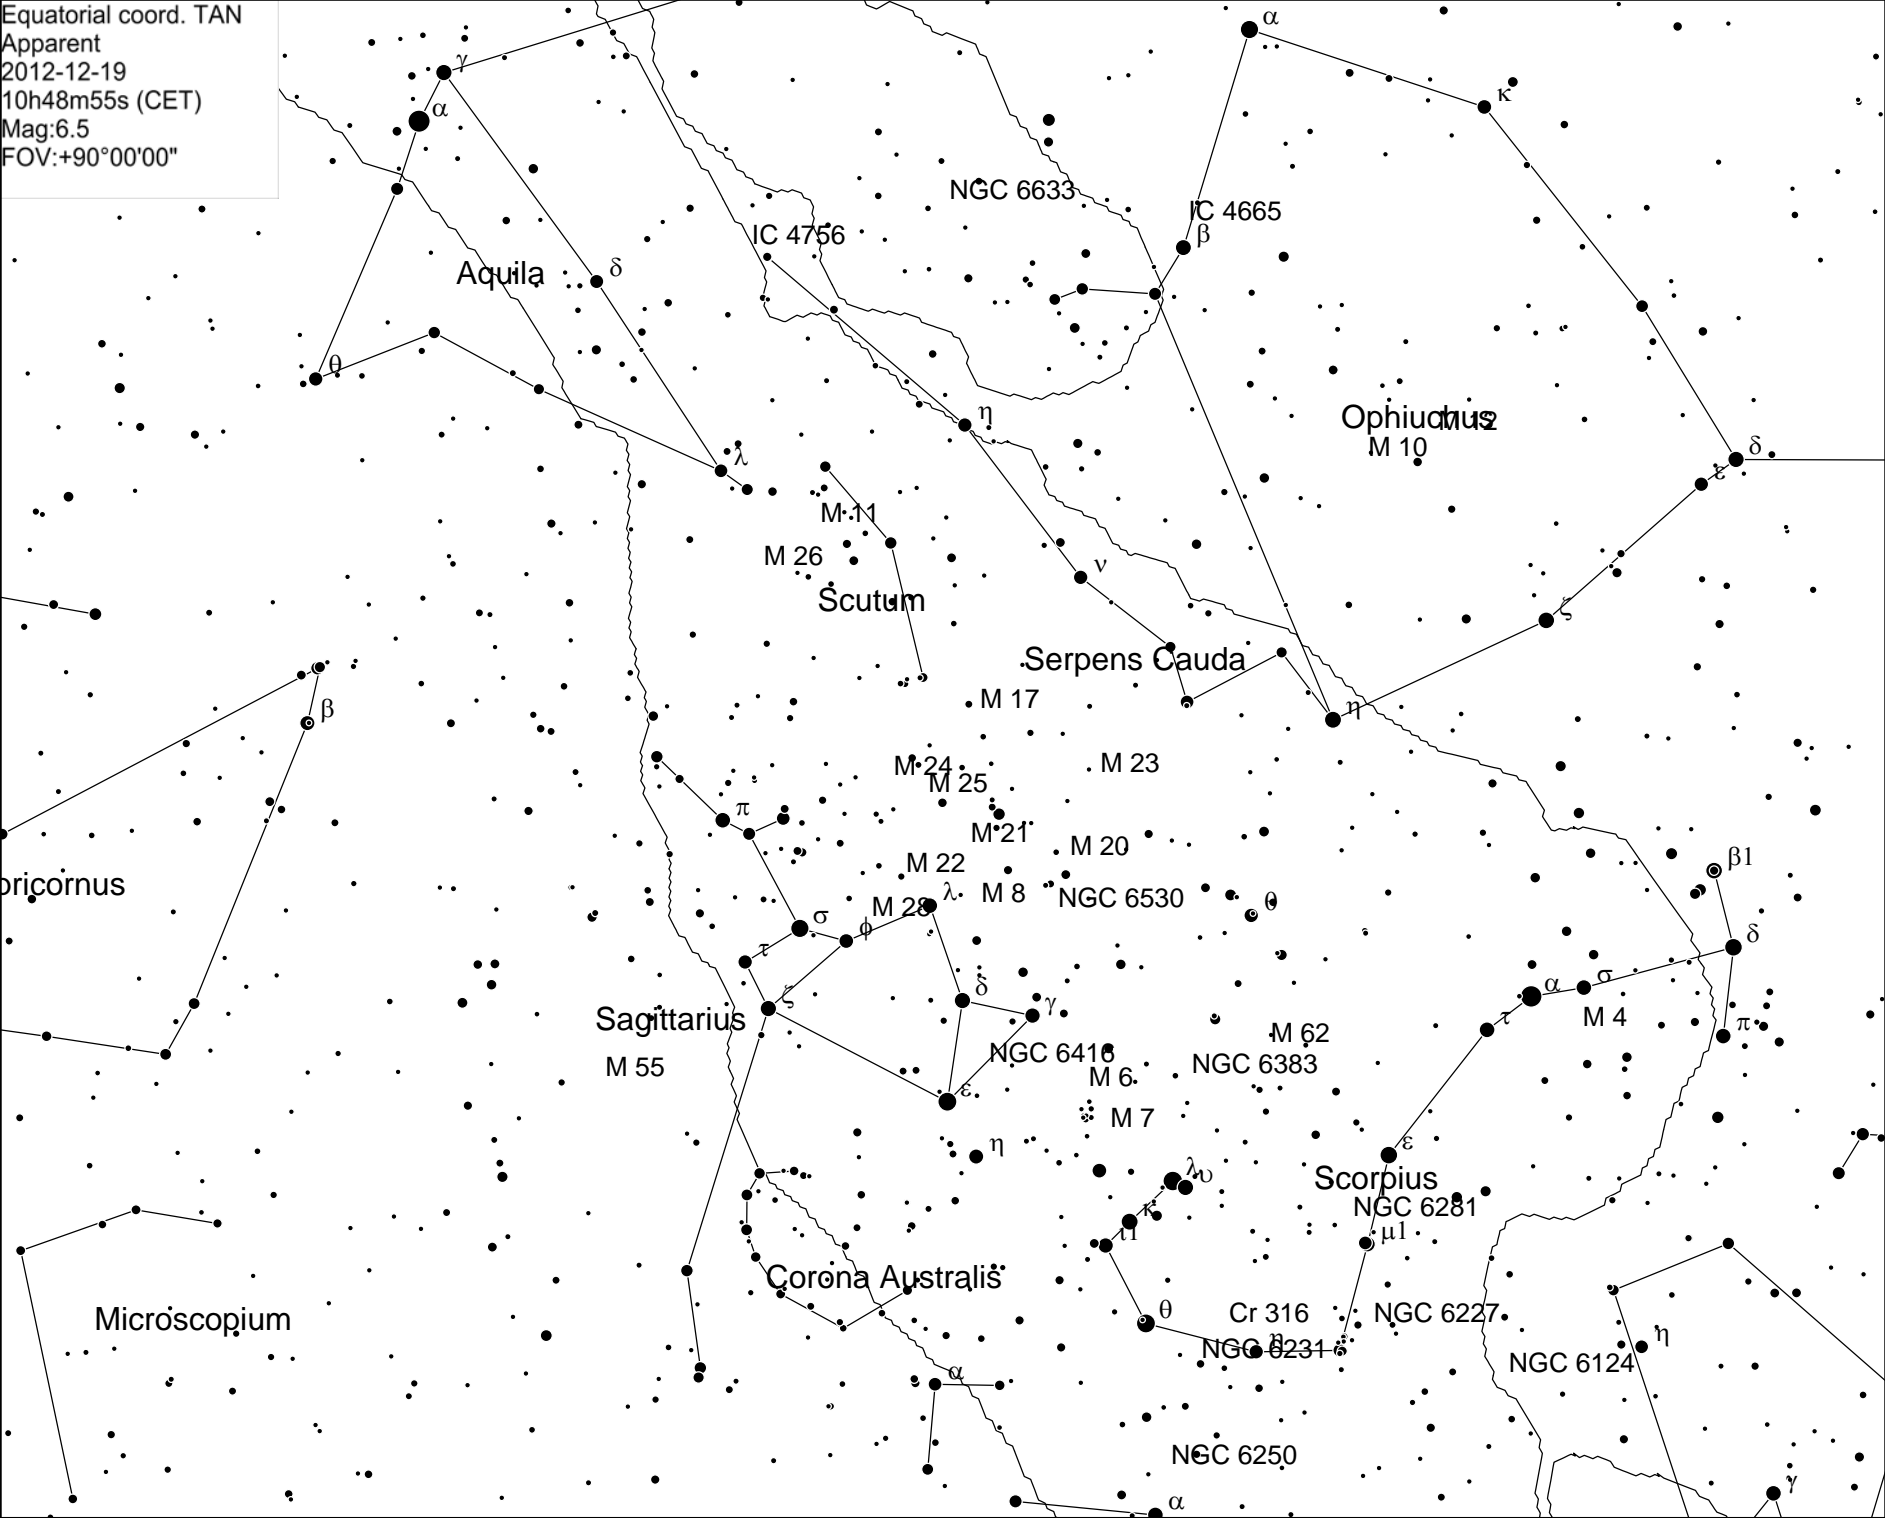 Equatorial coord. TAN
Apparent
2012-12-19
10h48m55s (CET)
Mag:6.5
FOV:+90°00'00"
α
γ
κ
α
NGC 6633
IC 4665
IC 4756
β
Aquila
δ
θ
η
Ophiuchus
M 12
M 10
δ
λ
ε
M 11
M 26
ν
Scutum
ζ
Serpens Cauda
M 17
β
η
M 24
M 23
M 25
π
M 21
M 20
M 22
β1
oricornus
λ
M 8
NGC 6530
M 28
θ
σ
φ
τ
δ
ζ
δ
α
σ
γ
Sagittarius
τ
M 4
π
M 62
NGC 6416
NGC 6383
M 55
M 6
ε
M 7
η
ε
λ
υ
Scorpius
κ
NGC 6281
ι1
μ1
Corona Australis
Microscopium
θ
Cr 316
NGC 6227
η
NGC 6231
η
NGC 6124
α
NGC 6250
γ
α